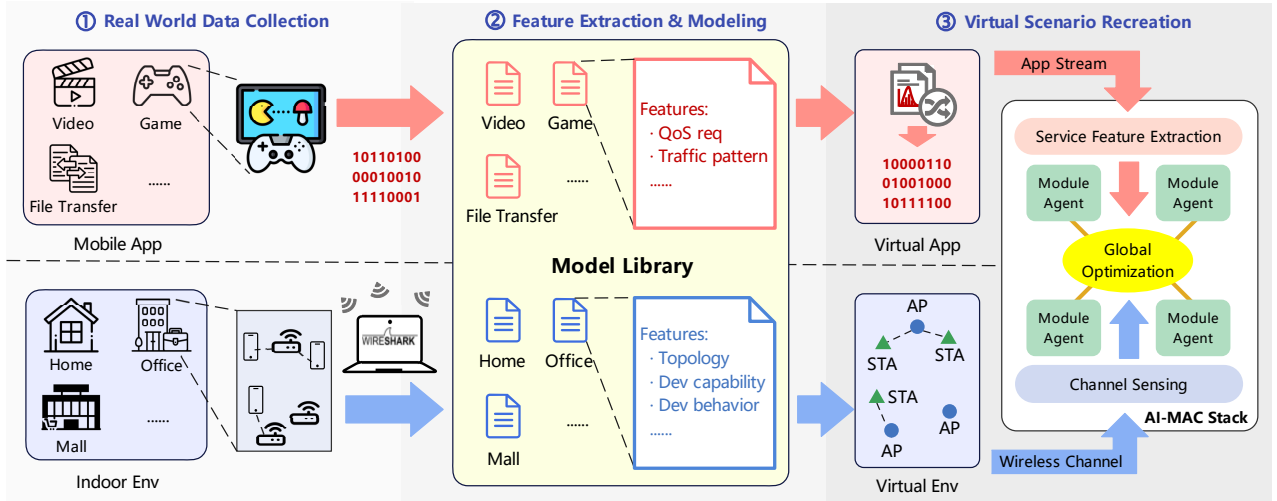 ① Real World Data Collection
② Feature Extraction & Modeling
③ Virtual Scenario Recreation
Video
Game
File Transfer
......
Mobile App
10110100
00010010
11110001
Video
Game
File Transfer
......
Features:
· QoS req
· Traffic pattern
......
Model Library
10000110
01001000
10111100
Virtual App
App Stream
Service Feature Extraction
Module
Agent
Module
Agent
Global
Optimization
Module
Agent
Module
Agent
Channel Sensing
AI-MAC Stack
Wireless Channel
Home
Office
Mall
......
Indoor Env
WIRESHARK
Home
Office
Mall
......
Features:
· Topology
· Dev capability
· Dev behavior
......
AP
STA
STA
STA
AP
AP
Virtual Env